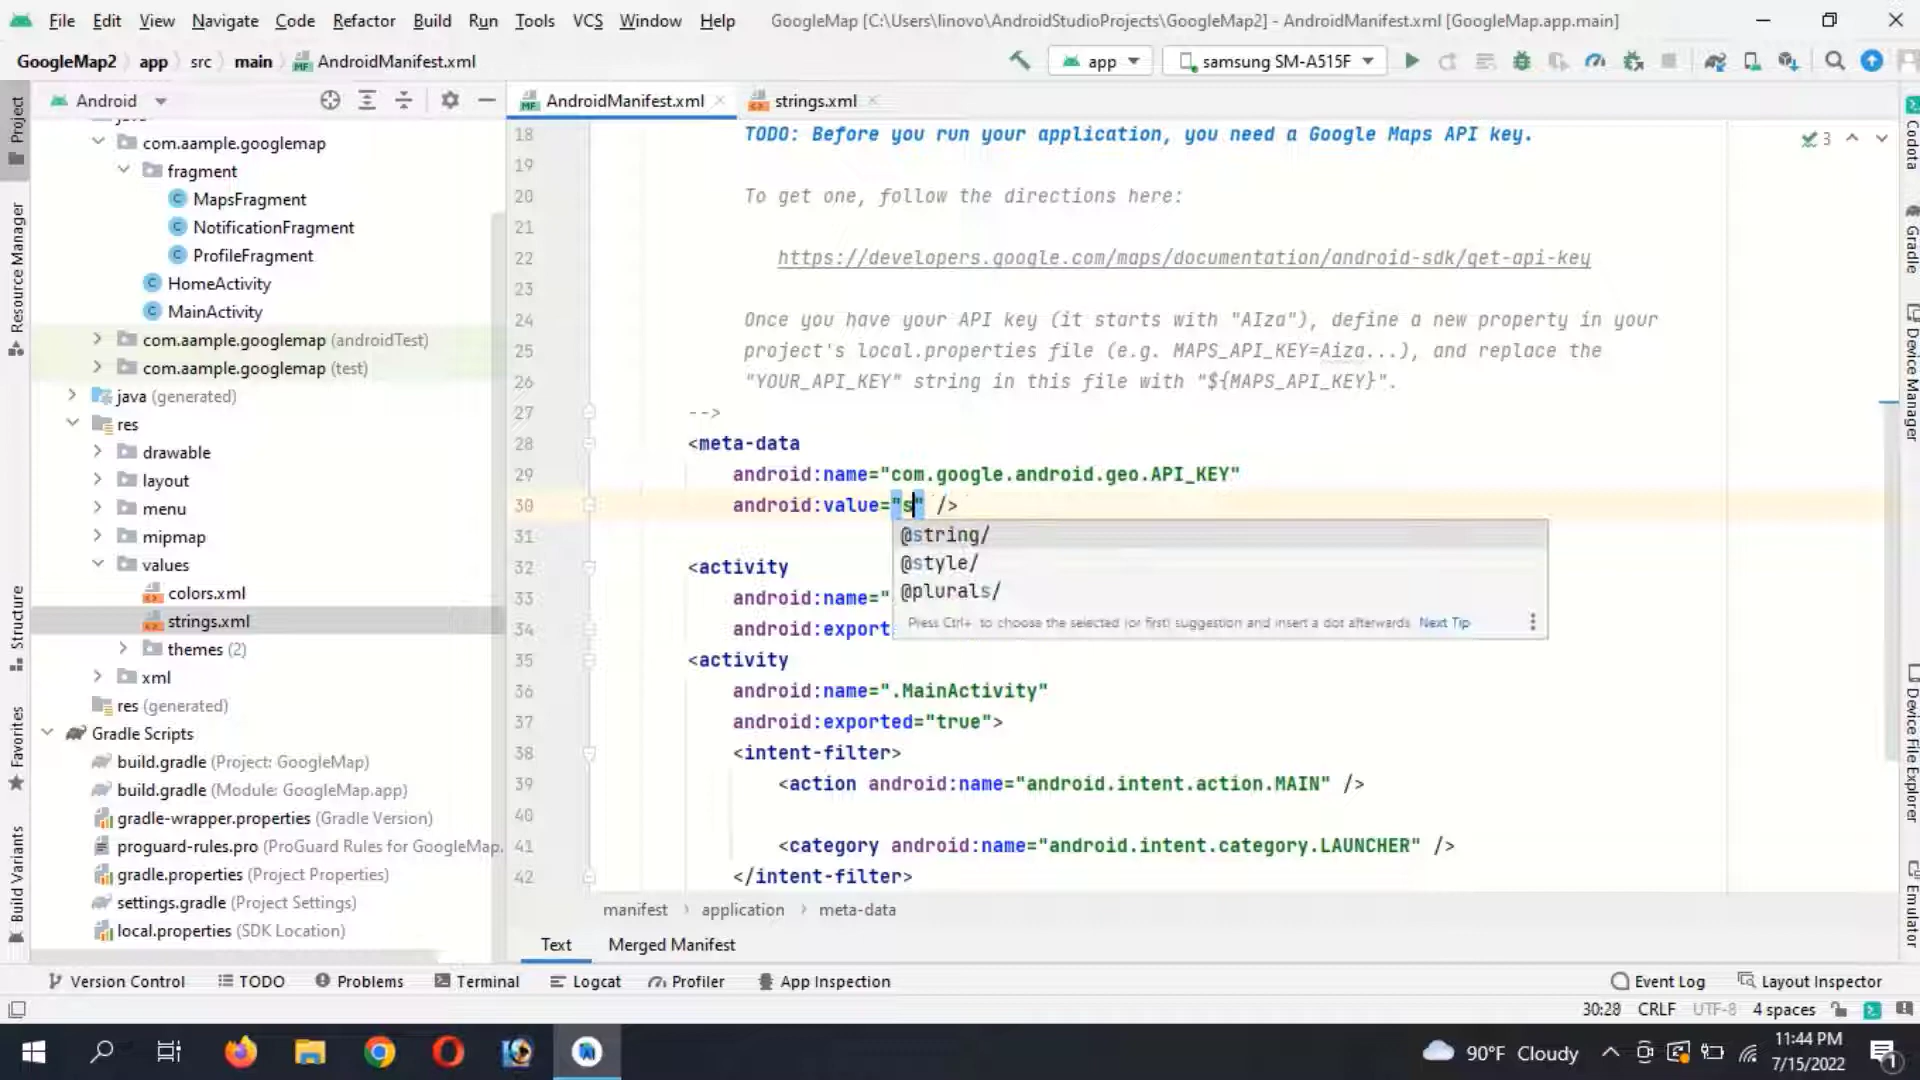 File Edit View Navigate Code Refactor Build Run Tools VCS Window Help GoogleMap [C:\Users\linovo\AndroidStudioProjects\GoogleMap2] - AndroidManifest.xml [GoogleMap.app.main]
GoogleMap2 app src main AndroidManifest.xml app samsung SM-A515F
Project
Resource Manager
Structure
Favorites
Build Variants
Android
com.aample.googlemap
fragment
MapsFragment
NotificationFragment
ProfileFragment
HomeActivity
MainActivity
com.aample.googlemap (androidTest)
com.aample.googlemap (test)
java (generated)
res
drawable
layout
menu
mipmap
values
colors.xml
strings.xml
themes (2)
xml
res (generated)
Gradle Scripts
build.gradle (Project: GoogleMap)
build.gradle (Module: GoogleMap.app)
gradle-wrapper.properties (Gradle Version)
proguard-rules.pro (ProGuard Rules for GoogleMap.
gradle.properties (Project Properties)
settings.gradle (Project Settings)
local.properties (SDK Location)
AndroidManifest.xml strings.xml
3
18 TODO: Before you run your application, you need a Google Maps API key.
19
20 To get one, follow the directions here:
21
22 https://developers.google.com/maps/documentation/android-sdk/get-api-key
23
24 Once you have your API key (it starts with "AIza"), define a new property in your
25 project's local.properties file (e.g. MAPS_API_KEY=Aiza...), and replace the
26 "YOUR_API_KEY" string in this file with "${MAPS_API_KEY}".
27 -->
28 <meta-data
29 android:name="com.google.android.geo.API_KEY"
30 android:value="s" />
31
32 <activity
33 android:name=".
34 android:export
35 <activity
36 android:name=".MainActivity"
37 android:exported="true">
38 <intent-filter>
39 <action android:name="android.intent.action.MAIN" />
40
41 <category android:name="android.intent.category.LAUNCHER" />
42 </intent-filter>
@string/
@style/
@plurals/
Press Ctrl+. to choose the selected (or first) suggestion and insert a dot afterwards Next Tip
manifest application meta-data
Text Merged Manifest
Codota
Gradle
Device Manager
Device File Explorer
Emulator
Version Control TODO Problems Terminal Logcat Profiler App Inspection Event Log Layout Inspector
30:28 CRLF UTF-8 4 spaces
90°F Cloudy 11:44 PM
7/15/2022
1